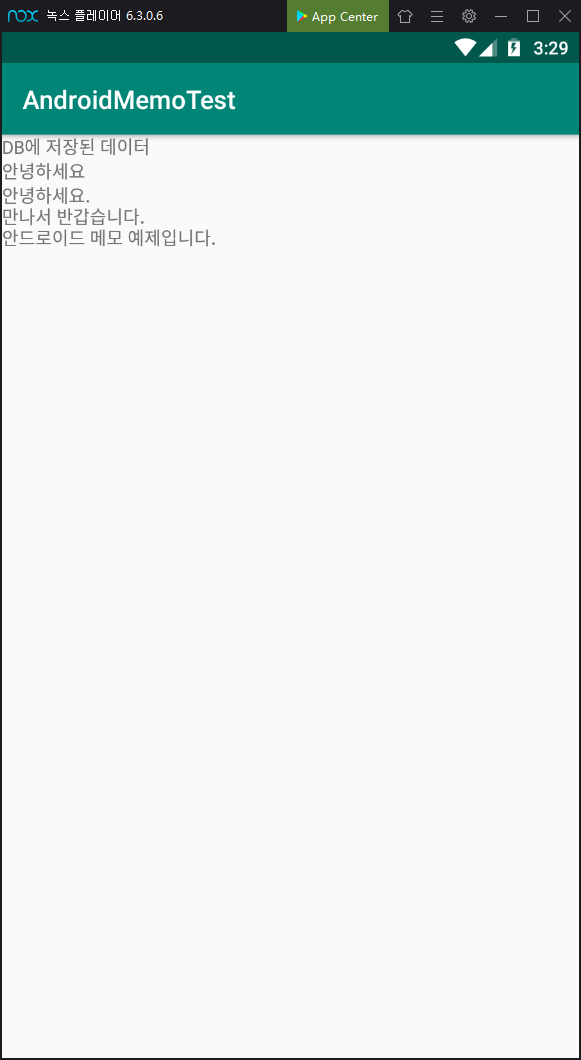 nox 녹스 플레이어 6.3.0.6 App Center
3:29
AndroidMemoTest
DB에 저장된 데이터
안녕하세요
안녕하세요.
만나서 반갑습니다.
안드로이드 메모 예제입니다.